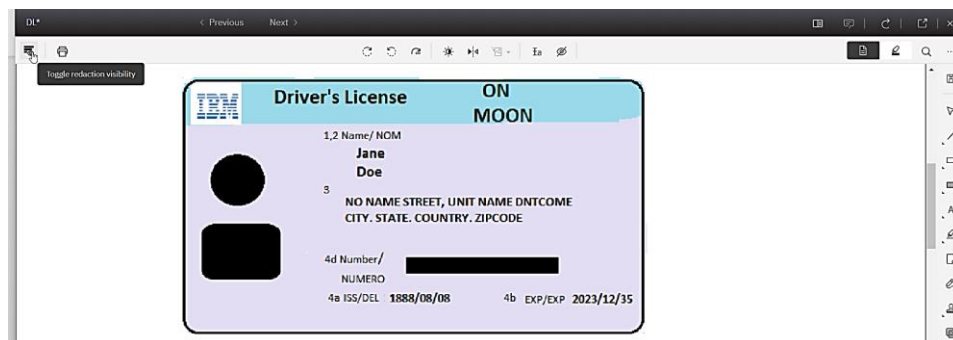 DL*
< Previous Next >
Toggle redaction visibility
IBM
Driver's License
ON
MOON
1,2 Name/ NOM
Jane
Doe
3
NO NAME STREET, UNIT NAME DNTCOME
CITY. STATE. COUNTRY. ZIPCODE
4d Number/
NUMERO
4a ISS/DEL 1888/08/08 4b EXP/EXP 2023/12/35